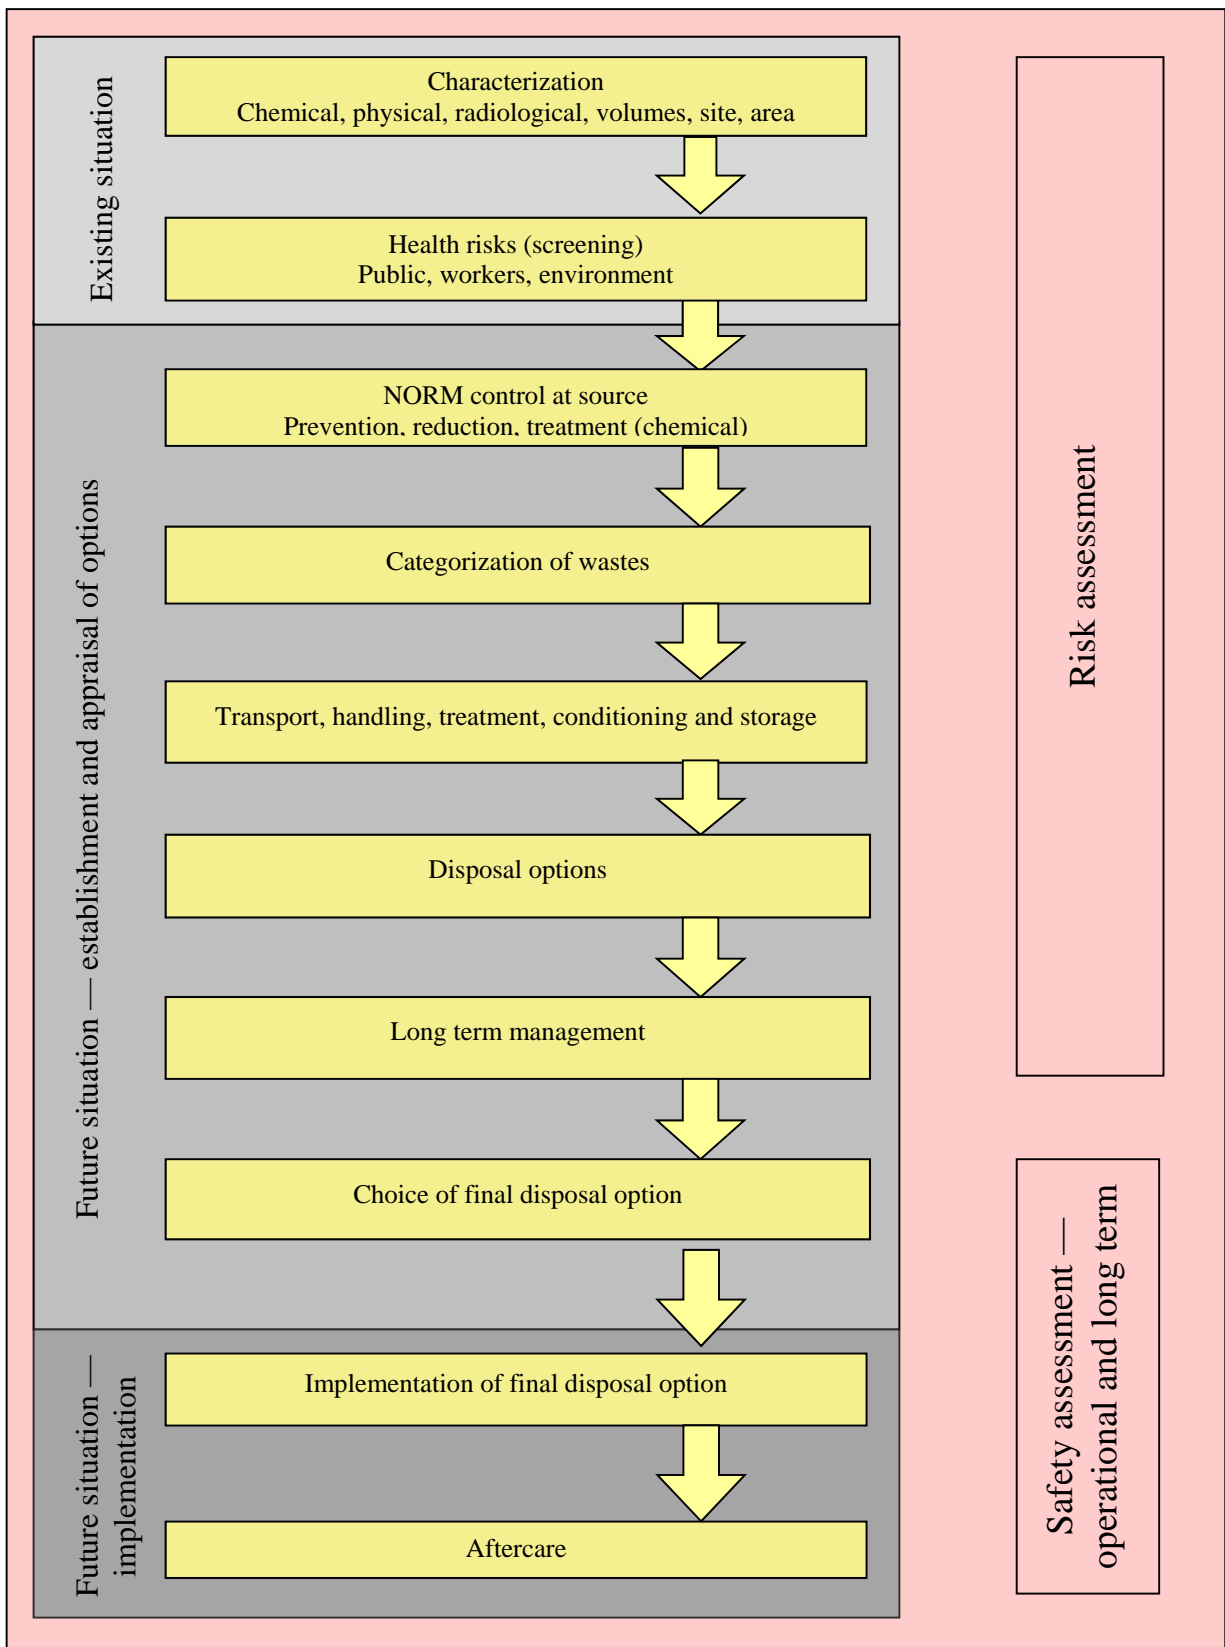 Existing situation
Characterization
Chemical, physical, radiological, volumes, site, area
Health risks (screening)
Public, workers, environment
Future situation — establishment and appraisal of options
NORM control at source
Prevention, reduction, treatment (chemical)
Categorization of wastes
Transport, handling, treatment, conditioning and storage
Disposal options
Long term management
Choice of final disposal option
Future situation —
implementation
Implementation of final disposal option
Aftercare
Risk assessment
Safety assessment —
operational and long term